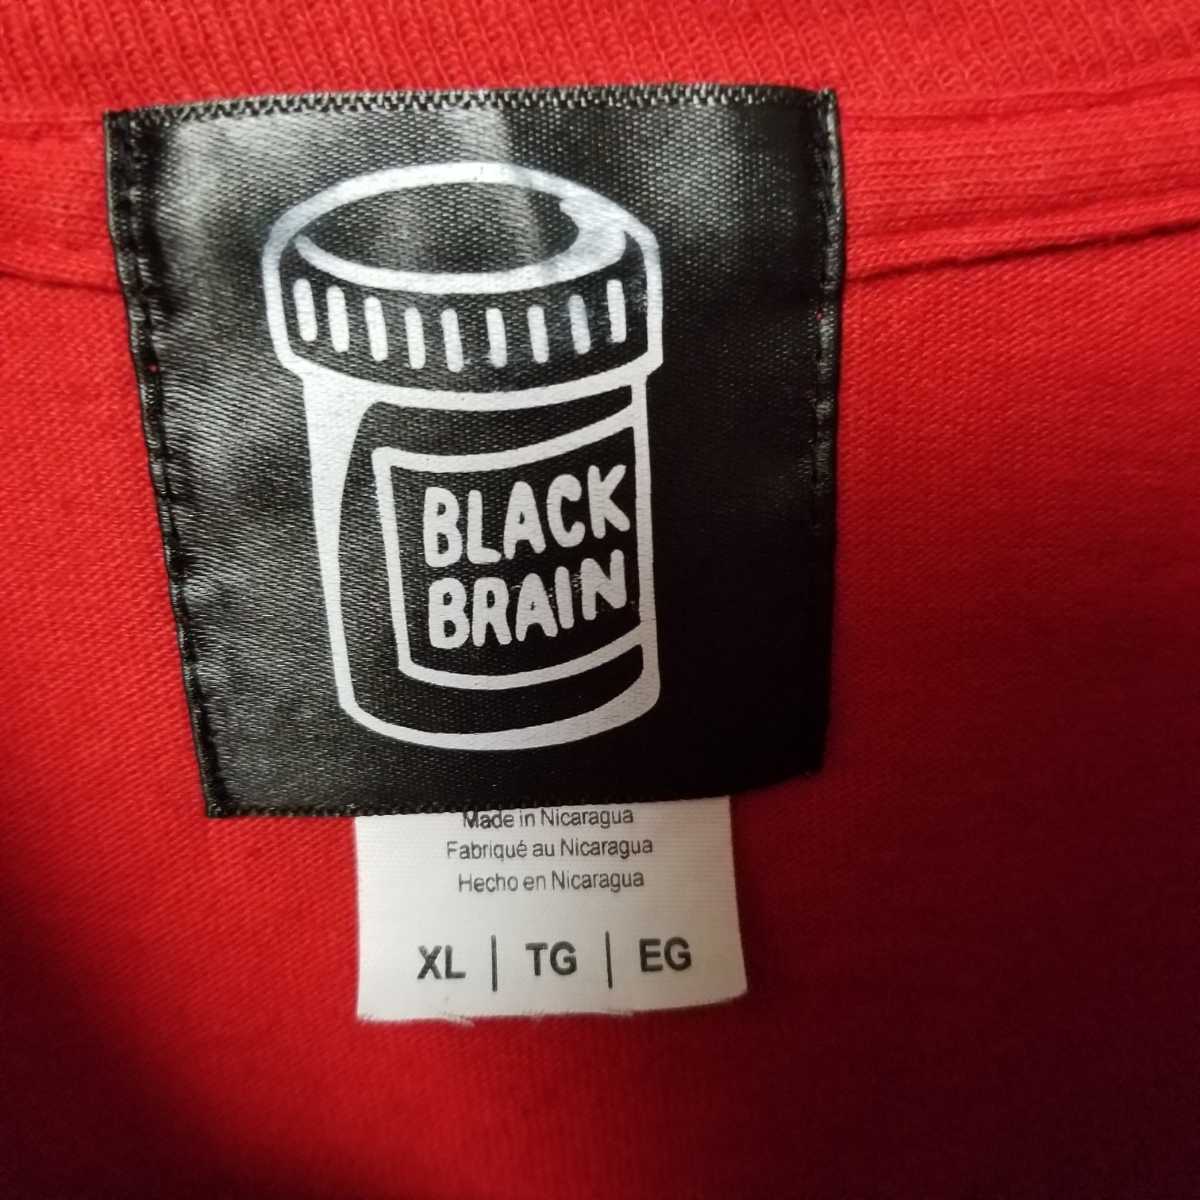 BLACK
BRAIN
Made in Nicaragua
Fabriqué au Nicaragua
Hecho en Nicaragua
XL | TG | EG